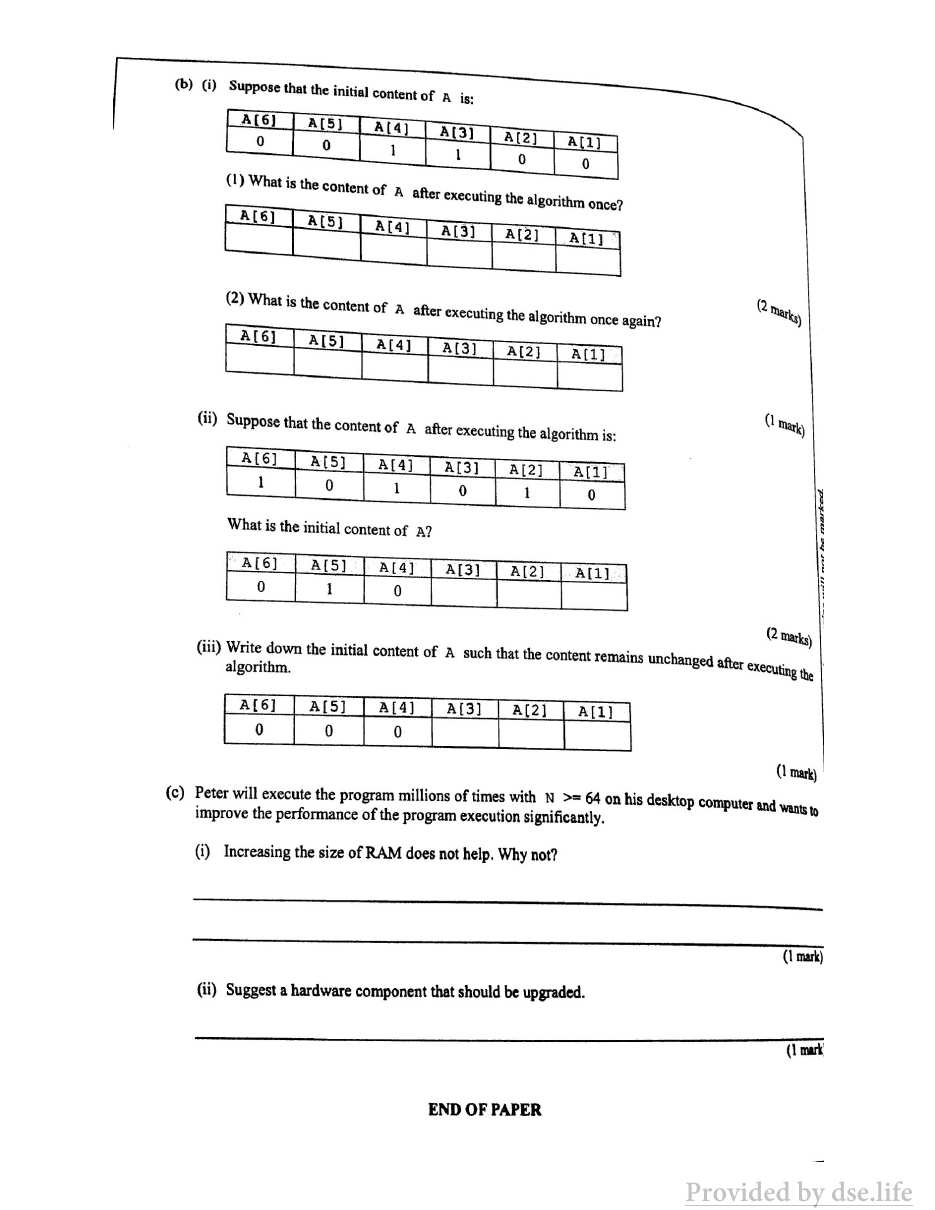 (b) (i) Suppose that the initial content of A is:
A[6] A[5] A[4] A[3] A[2] A[1]
0 0 1 1 0 0
(1) What is the content of A after executing the algorithm once?
A[6] A[5] A[4] A[3] A[2] A[1]
(2 marks)
(2) What is the content of A after executing the algorithm once again?
A[6] A[5] A[4] A[3] A[2] A[1]
(1 mark)
(ii) Suppose that the content of A after executing the algorithm is:
A[6] A[5] A[4] A[3] A[2] A[1]
1 0 1 0 1 0
What is the initial content of A?
A[6] A[5] A[4] A[3] A[2] A[1]
0 1 0
(2 marks)
(iii) Write down the initial content of A such that the content remains unchanged after executing the
algorithm.
A[6] A[5] A[4] A[3] A[2] A[1]
0 0 0
(1 mark)
(c) Peter will execute the program millions of times with N >= 64 on his desktop computer and wants to
improve the performance of the program execution significantly.
(i) Increasing the size of RAM does not help. Why not?
(1 mark)
(ii) Suggest a hardware component that should be upgraded.
(1 mark
END OF PAPER
not be marked.
Provided by dse.life